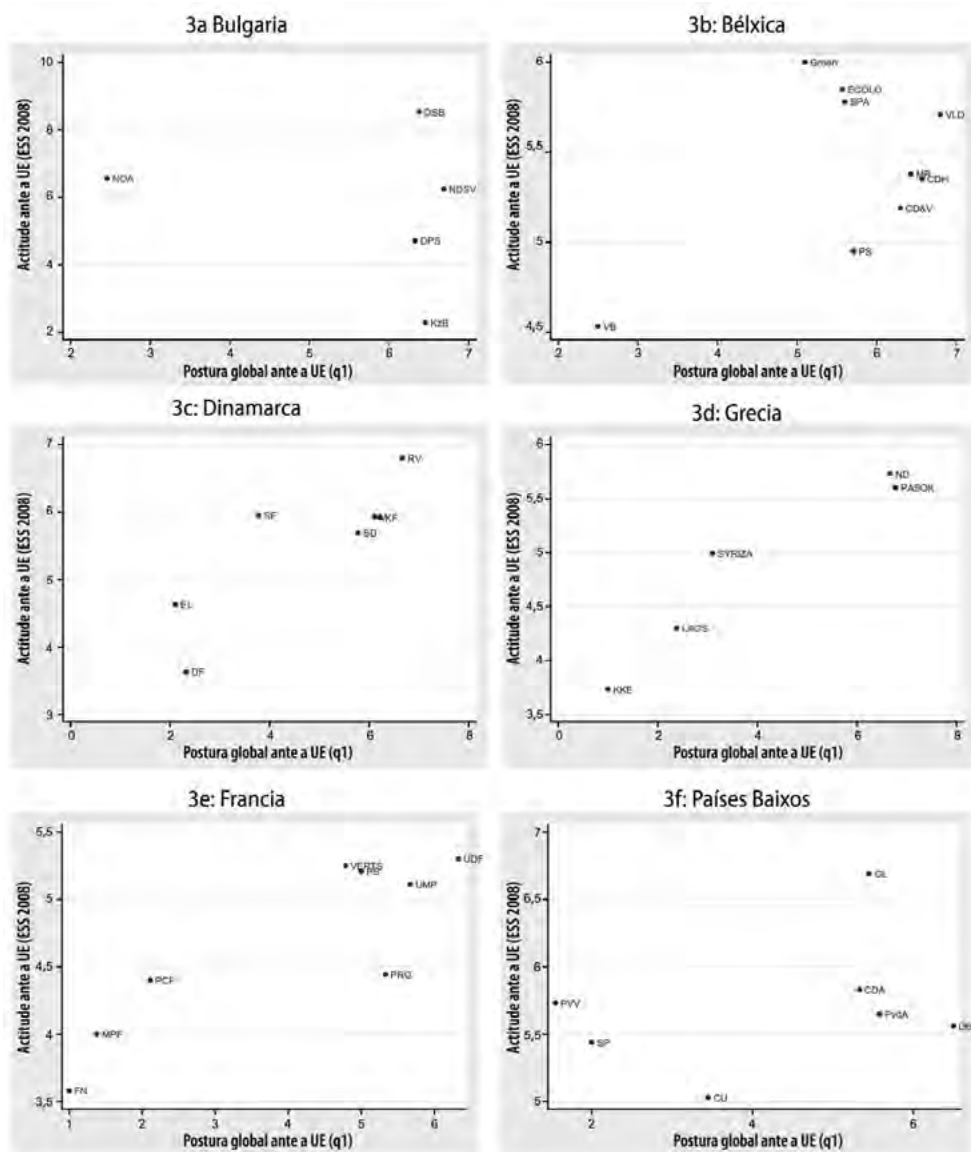 3a Bulgaria
Actitude ante a UE (ESS 2008)
10
8
6
4
2
DSB
NOA
NDSV
DPS
KzB
2 3 4 5 6 7
Postura global ante a UE (q1)
3b: Bélxica
Actitude ante a UE (ESS 2008)
6
5,5
5
4,5
Groen
ECOLO
SPA
VLD
MR
CDH
CD&V
PS
VB
2 3 4 5 6 7
Postura global ante a UE (q1)
3c: Dinamarca
Actitude ante a UE (ESS 2008)
7
6
5
4
3
RV
SF
KF
SD
EL
DF
0 2 4 6 8
Postura global ante a UE (q1)
3d: Grecia
Actitude ante a UE (ESS 2008)
6
5,5
5
4,5
4
3,5
ND
PASOK
SYRIZA
LAOS
KKE
0 2 4 6 8
Postura global ante a UE (q1)
3e: Francia
Actitude ante a UE (ESS 2008)
5,5
5
4,5
4
3,5
UDF
VERTS
PS
UMP
PRG
PCF
MPF
FN
1 2 3 4 5 6
Postura global ante a UE (q1)
3f: Países Baixos
Actitude ante a UE (ESS 2008)
7
6,5
6
5,5
5
GL
CDA
PVV
PvdA
SP
CU
2 4 6
Postura global ante a UE (q1)